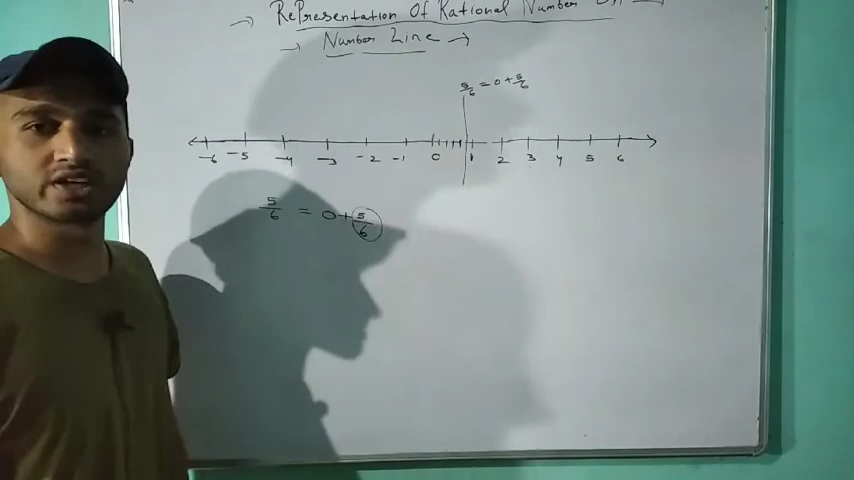 → Representation Of Rational Number On →
→ Number Line →
5/6 = 0 + 5/6
-6 -5 -4 -3 -2 -1 0 1 2 3 4 5 6
5/6 = 0 + 5/6